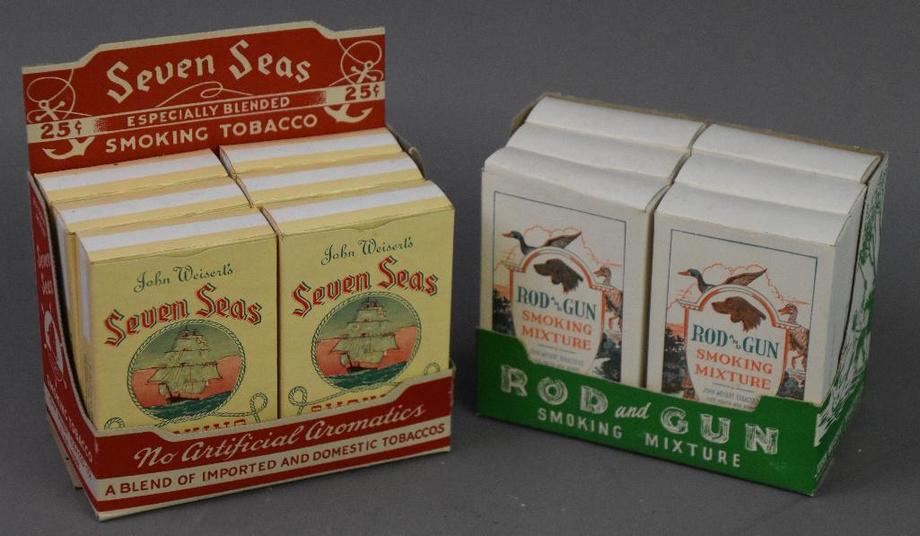 Seven Seas
25¢ ESPECIALLY BLENDED 25¢
SMOKING TOBACCO
John Weisert's
Seven Seas
John Weisert's
Seven Seas
No Artificial Aromatics
A BLEND OF IMPORTED AND DOMESTIC TOBACCOS
Seven
Seas
ROD and GUN
SMOKING
MIXTURE
ROD and GUN
SMOKING
MIXTURE
ROD and GUN
SMOKING MIXTURE